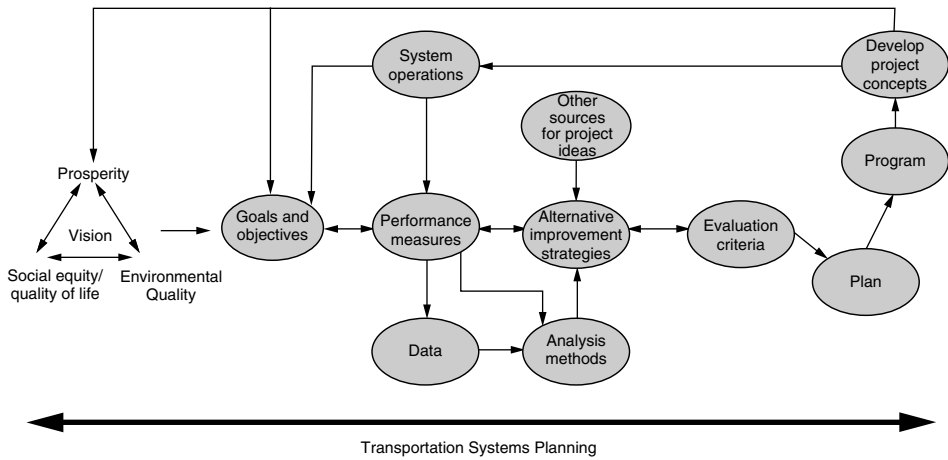 System
operations
Develop
project
concepts
Other
sources
for project
ideas
Program
Prosperity
Vision
Social equity/
quality of life
Environmental
Quality
Goals and
objectives
Performance
measures
Alternative
improvement
strategies
Evaluation
criteria
Plan
Data
Analysis
methods
Transportation Systems Planning